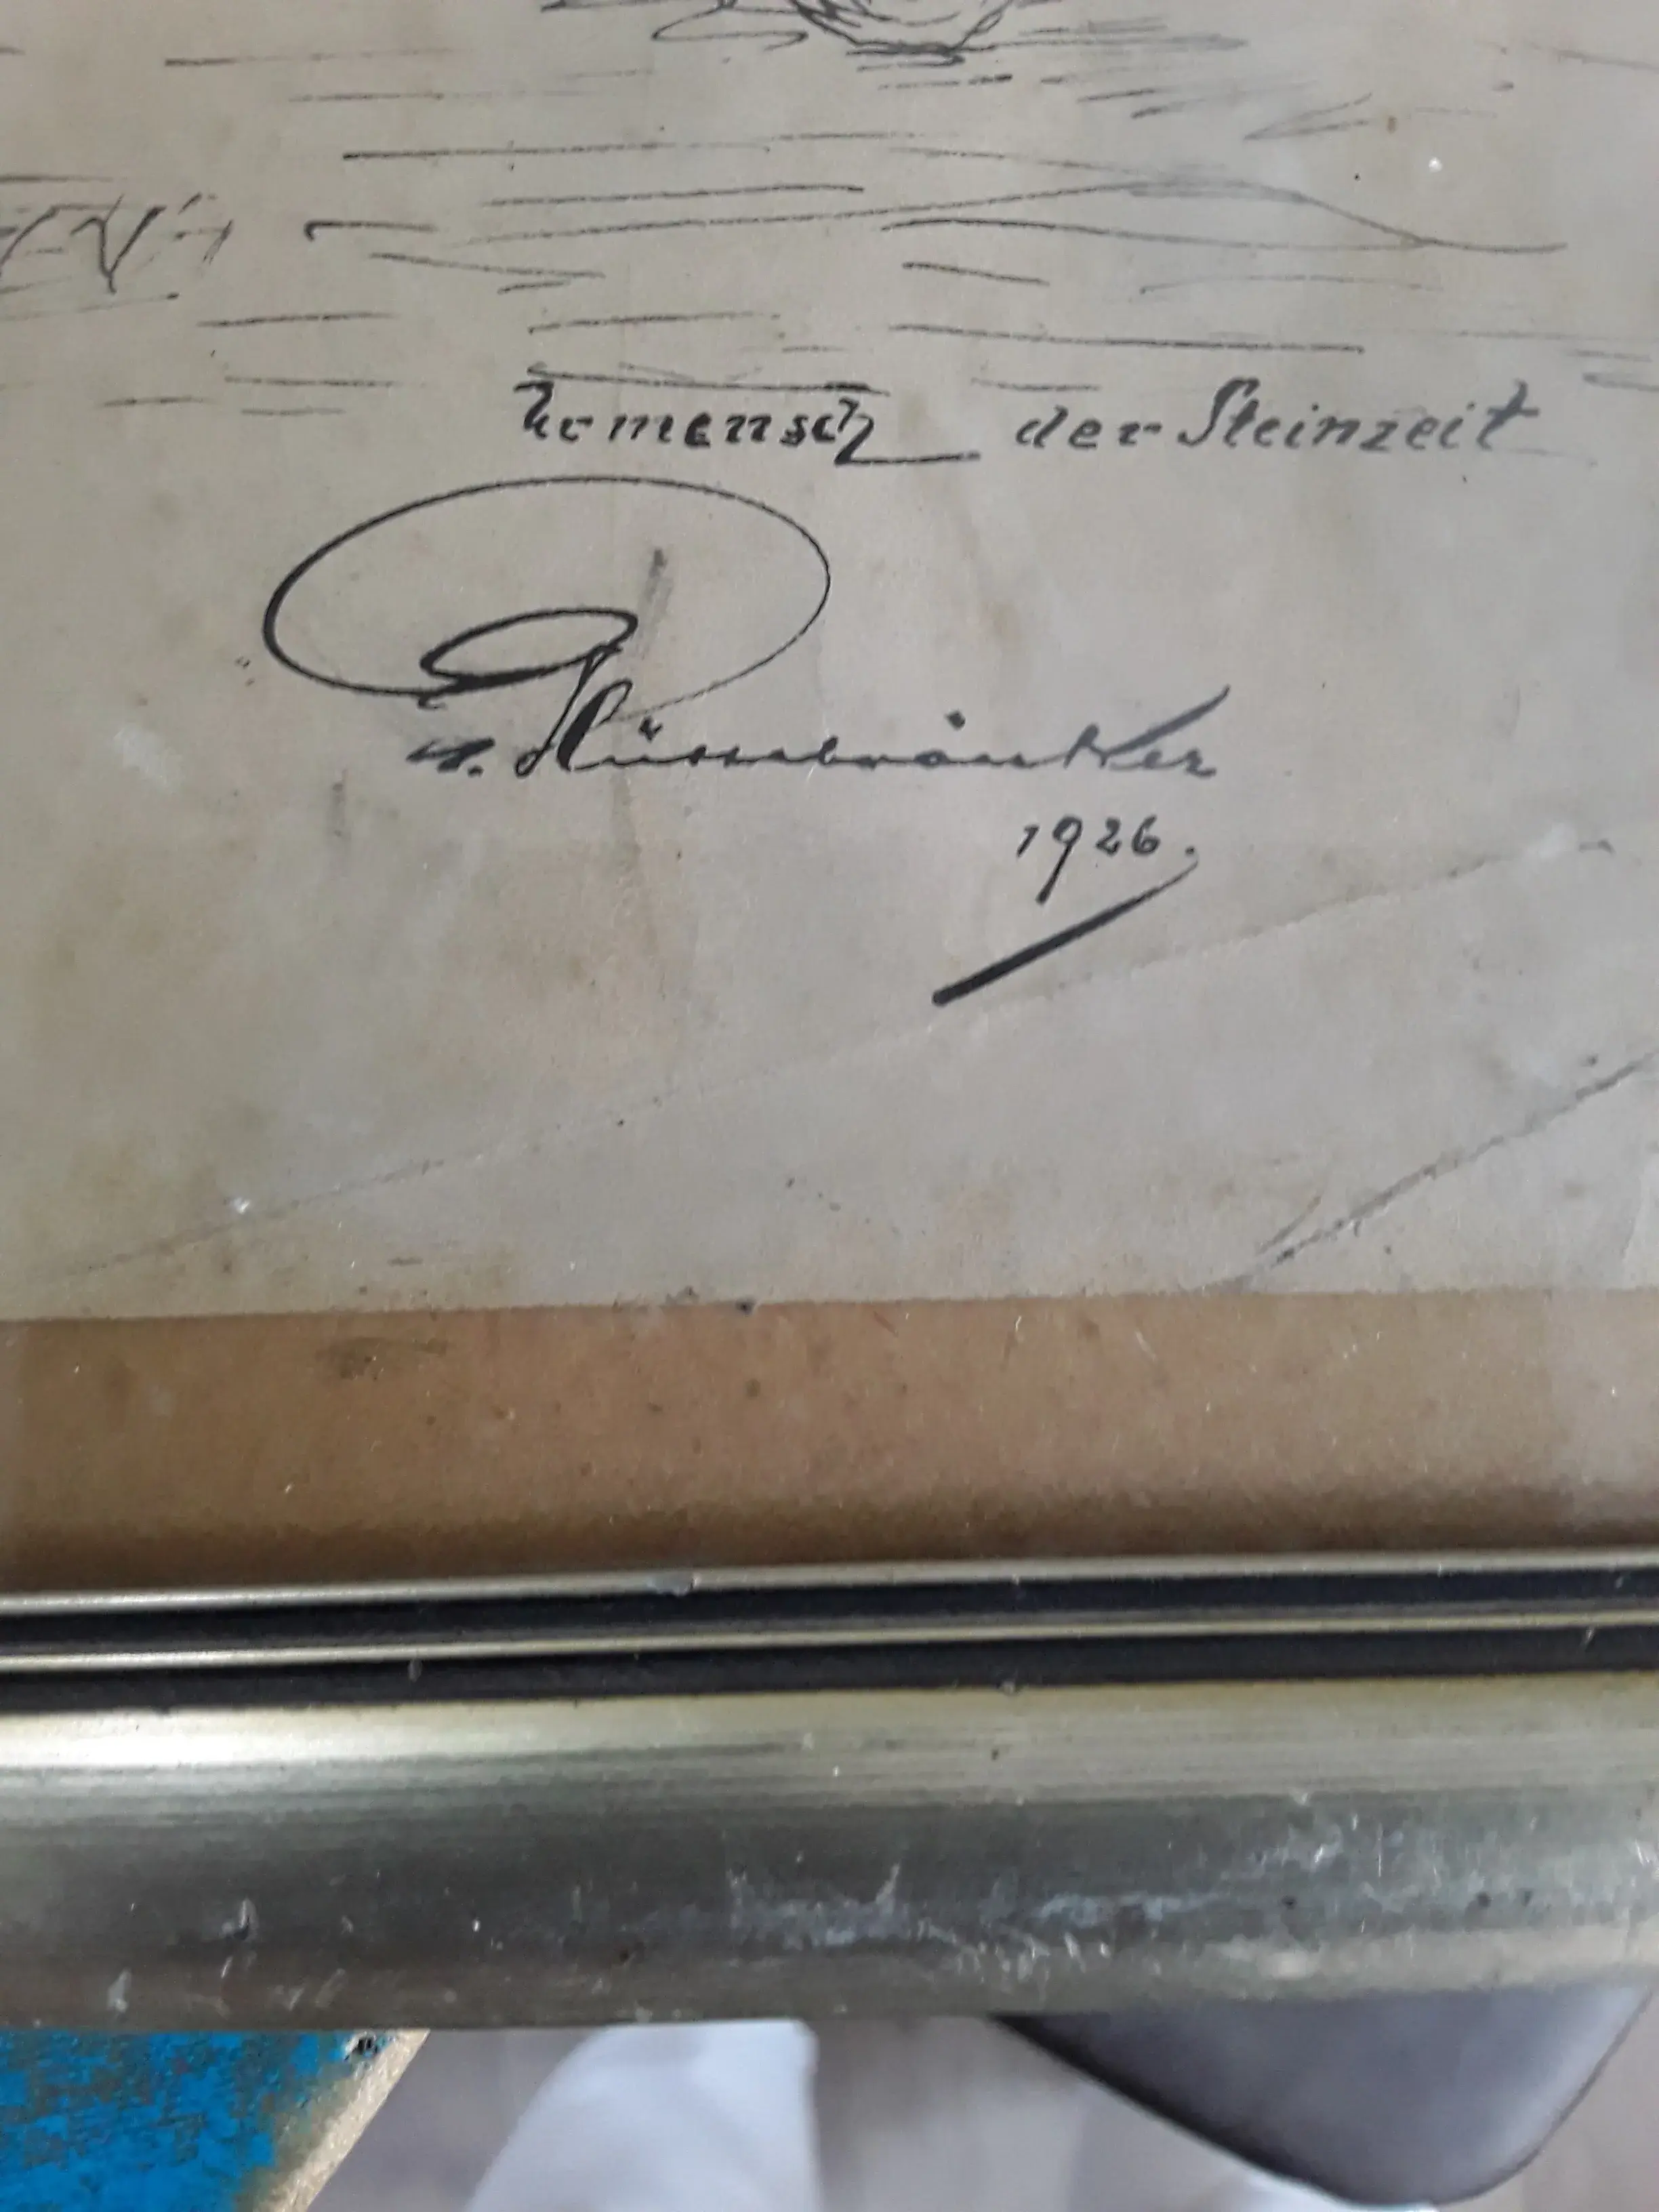 Urmensch der Steinzeit
1926.